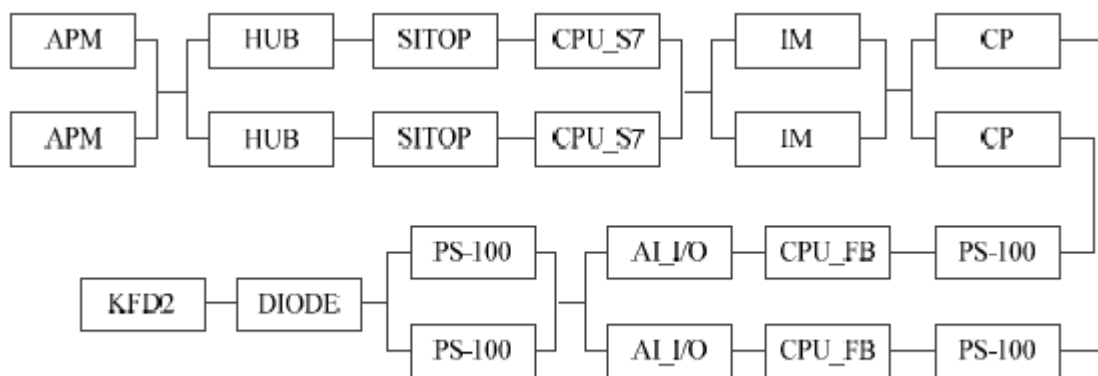 APM HUB SITOP CPU_S7 IM CP
APM HUB SITOP CPU_S7 IM CP
PS-100 AI_I/O CPU_FB PS-100
KFD2 DIODE
PS-100 AI_I/O CPU_FB PS-100